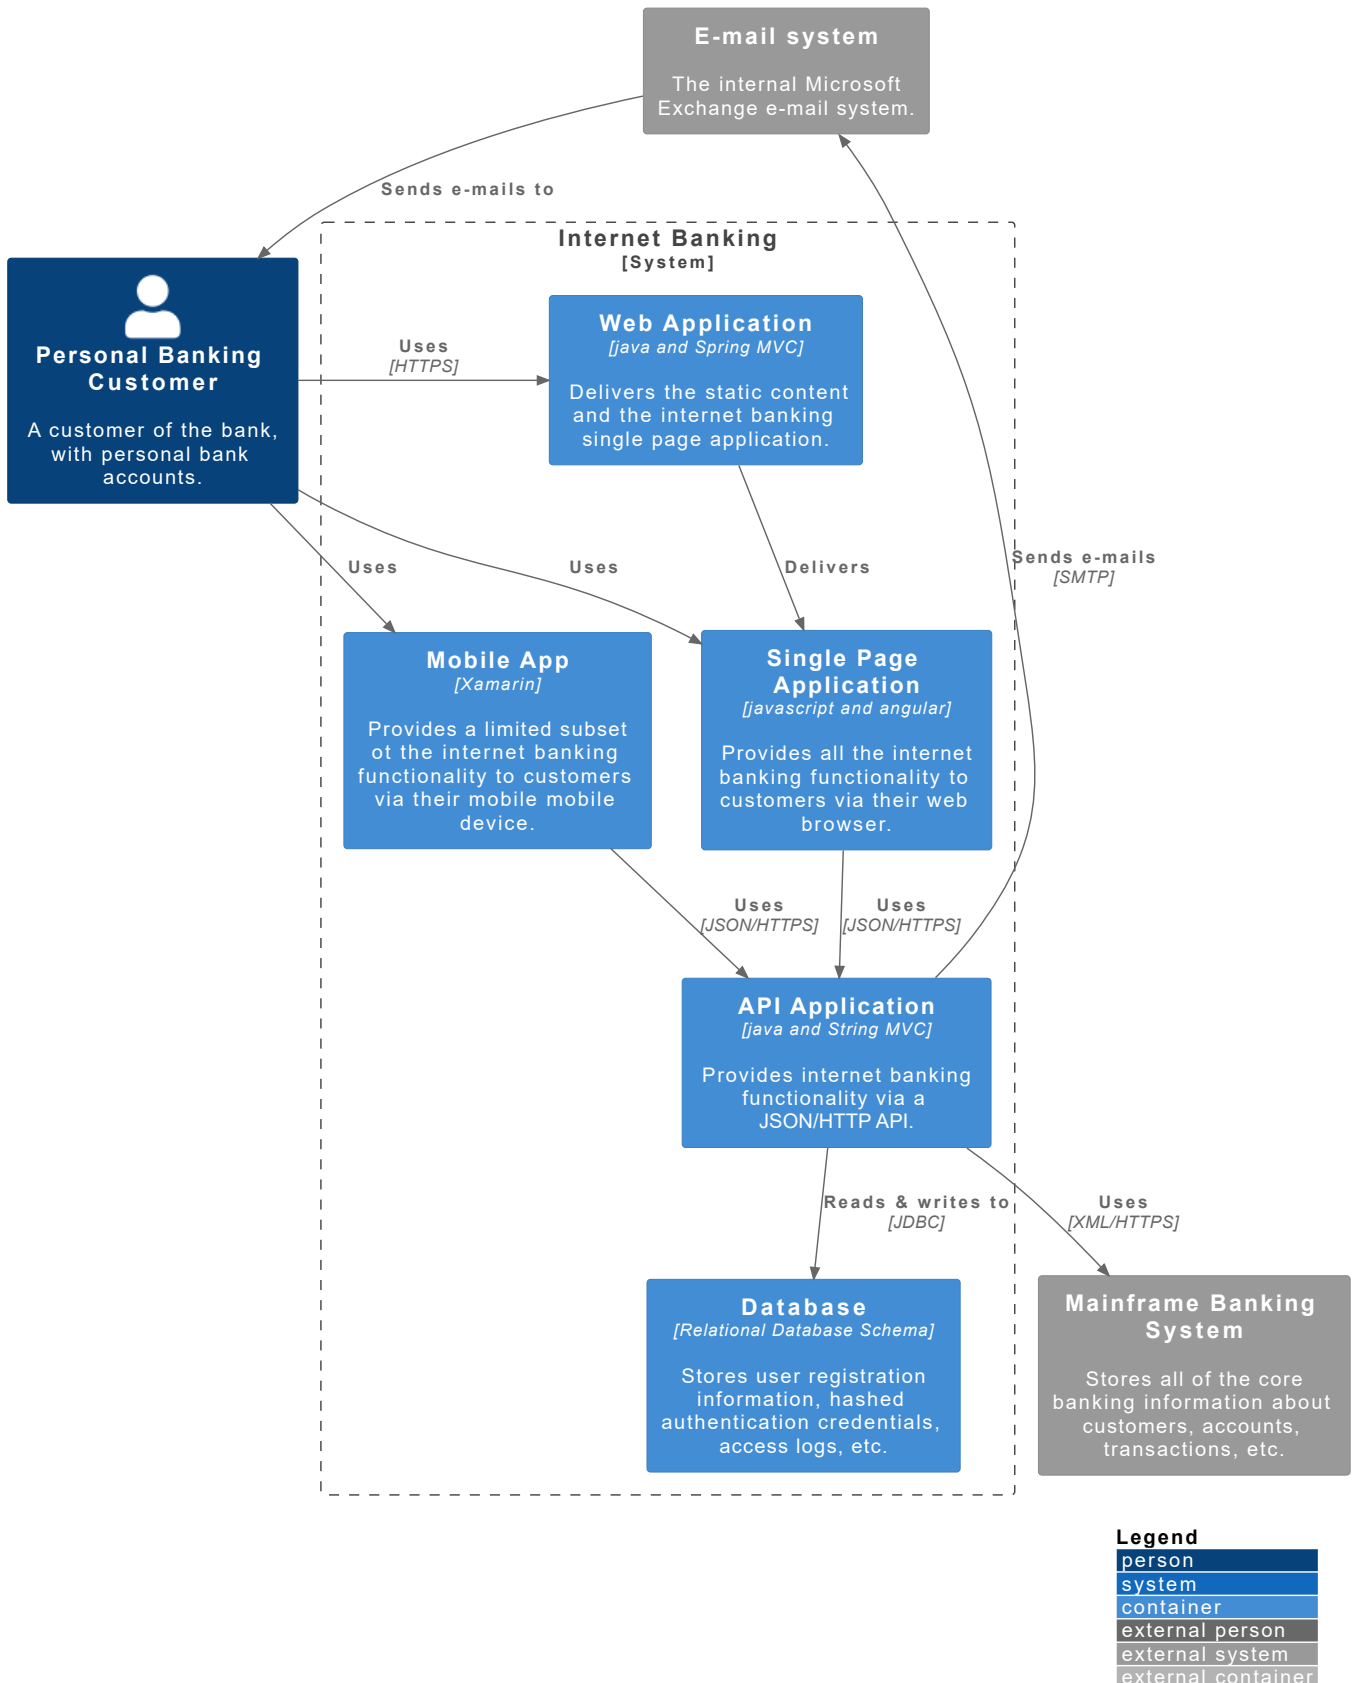 E-mail system
The internal Microsoft
Exchange e-mail system.
Sends e-mails to
Internet Banking
[System]
Personal Banking
Customer
A customer of the bank,
with personal bank
accounts.
Uses
[HTTPS]
Web Application
[java and Spring MVC]
Delivers the static content
and the internet banking
single page application.
Uses
Uses
Delivers
Sends e-mails
[SMTP]
Mobile App
[Xamarin]
Provides a limited subset
ot the internet banking
functionality to customers
via their mobile mobile
device.
Single Page
Application
[javascript and angular]
Provides all the internet
banking functionality to
customers via their web
browser.
Uses
[JSON/HTTPS]
Uses
[JSON/HTTPS]
API Application
[java and String MVC]
Provides internet banking
functionality via a
JSON/HTTP API.
Reads & writes to
[JDBC]
Uses
[XML/HTTPS]
Database
[Relational Database Schema]
Stores user registration
information, hashed
authentication credentials,
access logs, etc.
Mainframe Banking
System
Stores all of the core
banking information about
customers, accounts,
transactions, etc.
Legend
person
system
container
external person
external system
external container